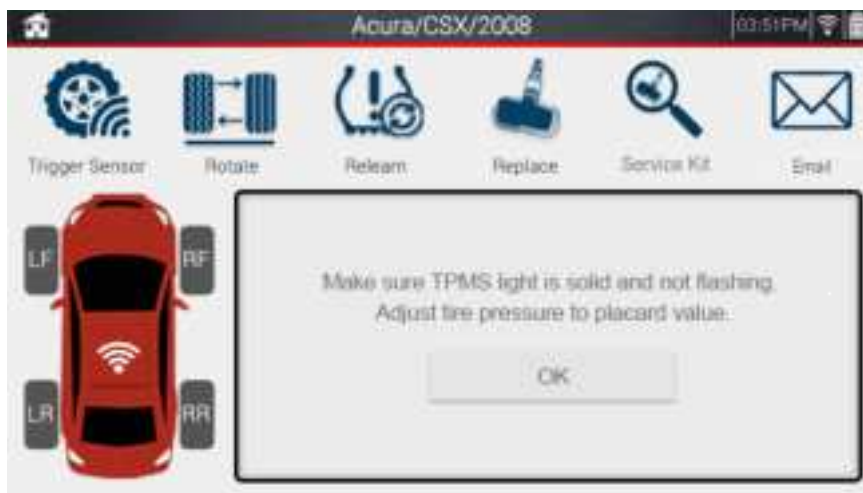 Acura/CSX/2008
03:51PM
Trigger Sensor
Rotate
Relearn
Replace
Service Kit
Email
LF
RF
Make sure TPMS light is solid and not flashing.
Adjust tire pressure to placard value.
OK
LR
RR